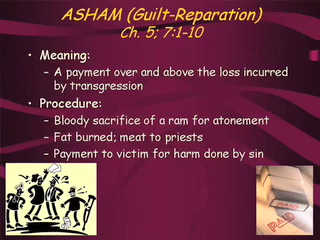 ASHAM (Guilt-Reparation)
Ch. 5; 7:1-10
• Meaning:
– A payment over and above the loss incurred
by transgression
• Procedure:
– Bloody sacrifice of a ram for atonement
– Fat burned; meat to priests
– Payment to victim for harm done by sin
PAID